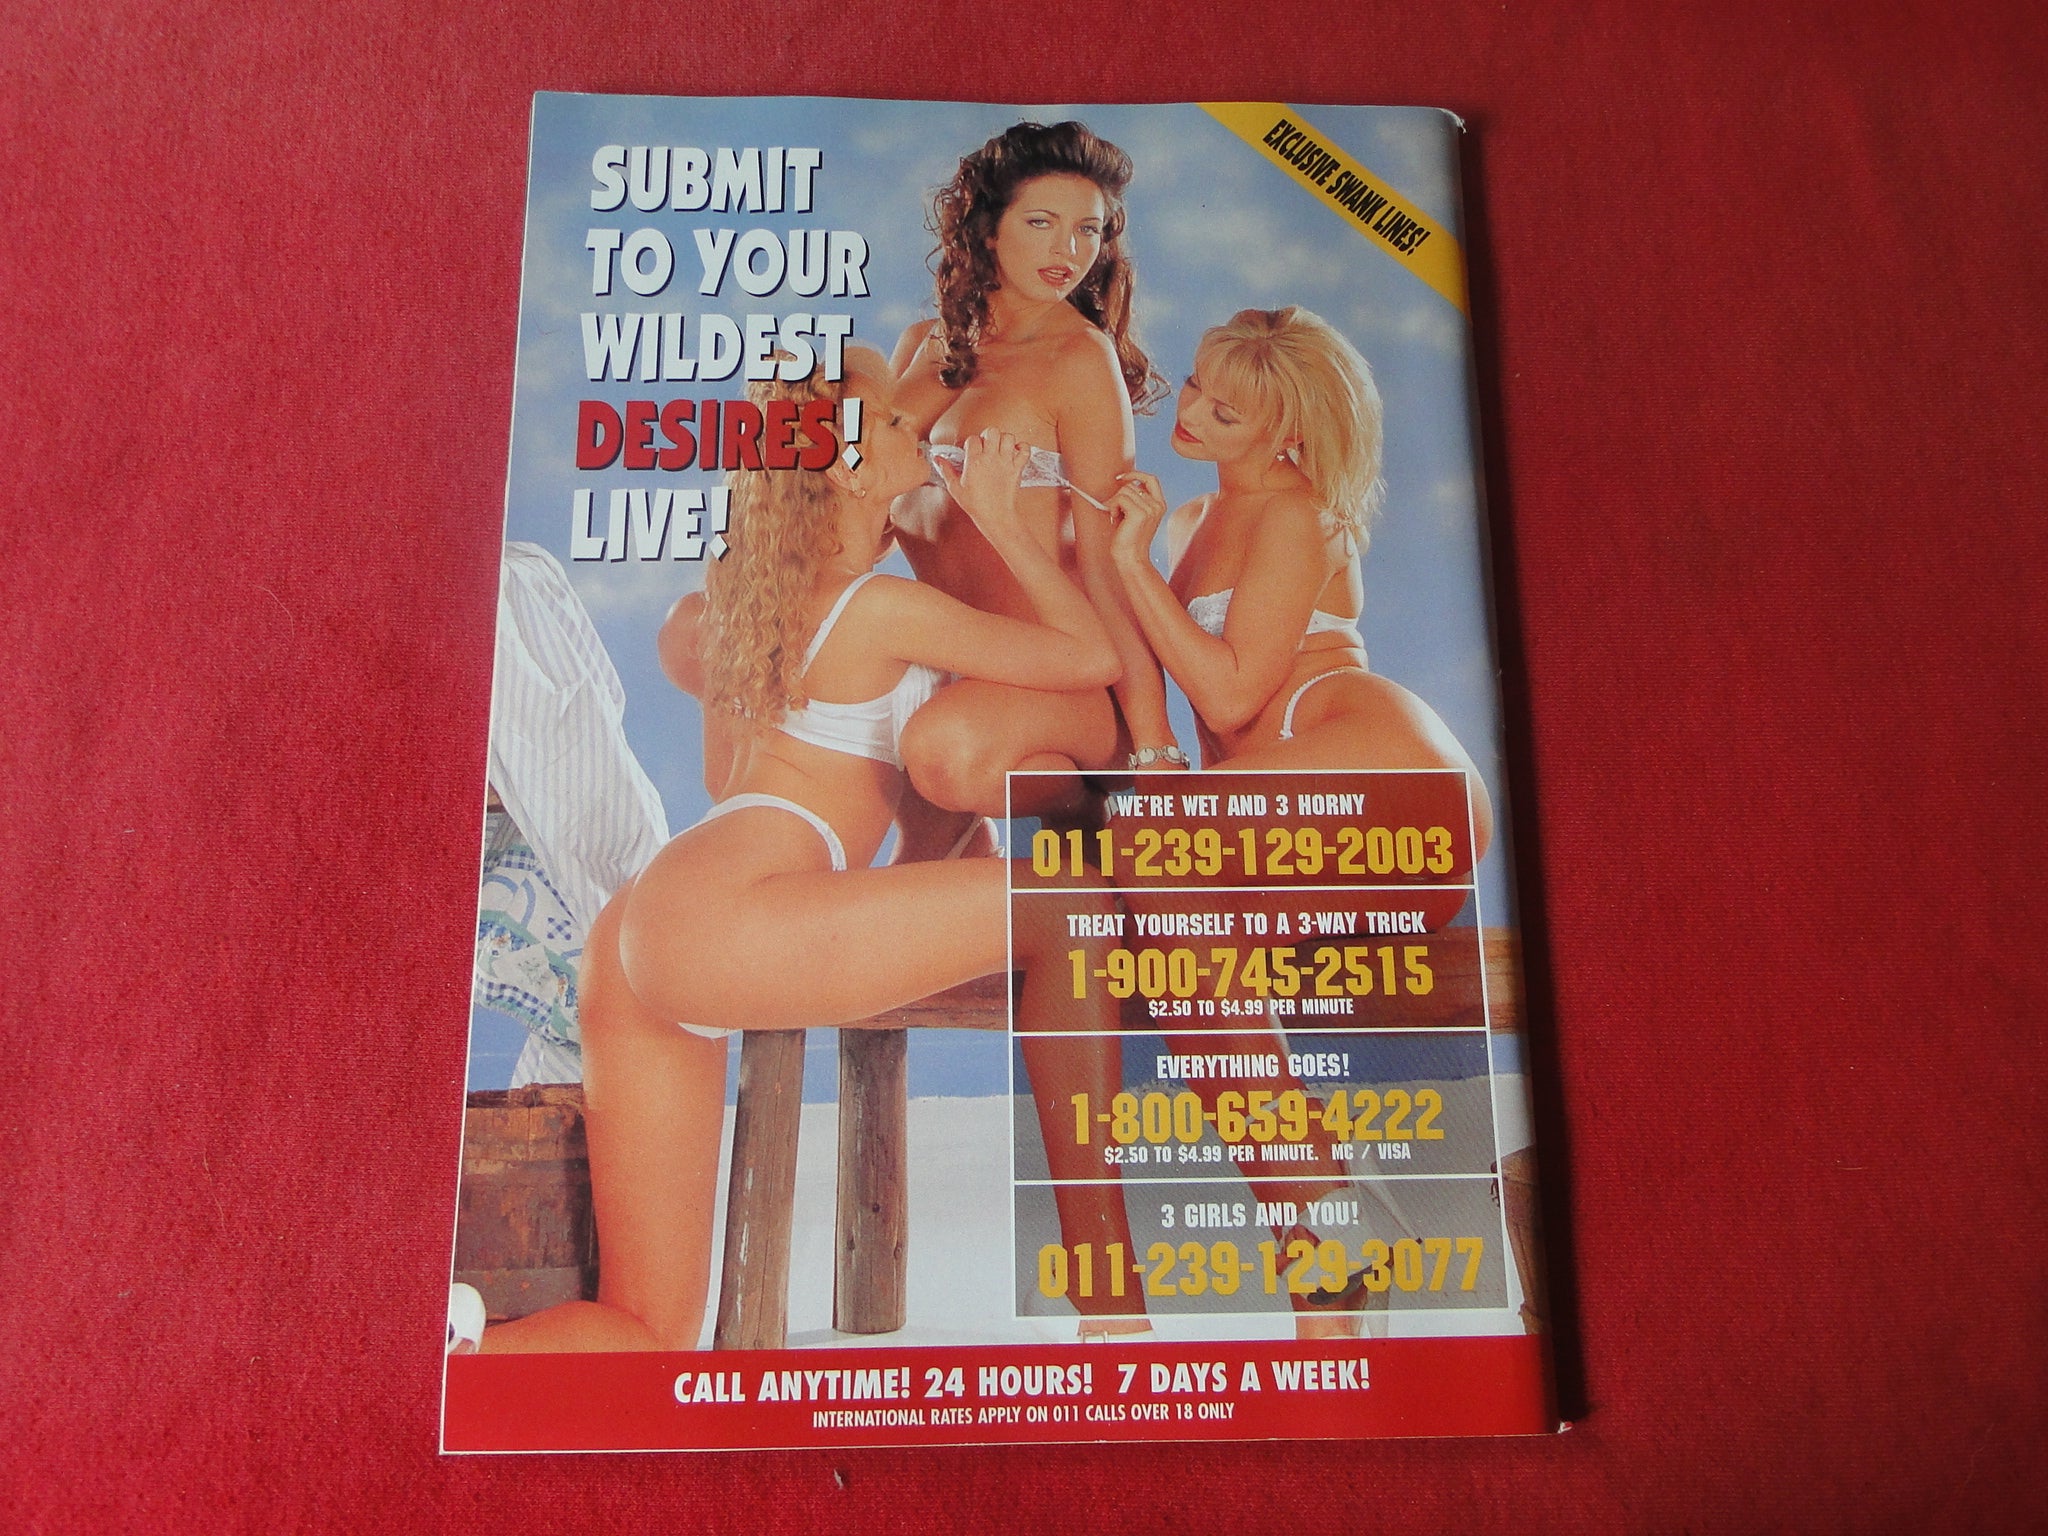 EXCLUSIVE SWANK LINES!
SUBMIT
TO YOUR
WILDEST
DESIRES!
LIVE!
WE'RE WET AND 3 HORNY
011-239-129-2003
TREAT YOURSELF TO A 3-WAY TRICK
1-900-745-2515
$2.50 TO $4.99 PER MINUTE
EVERYTHING GOES!
1-800-659-4222
$2.50 TO $4.99 PER MINUTE. MC / VISA
3 GIRLS AND YOU!
011-239-129-3077
CALL ANYTIME! 24 HOURS! 7 DAYS A WEEK!
INTERNATIONAL RATES APPLY ON 011 CALLS OVER 18 ONLY